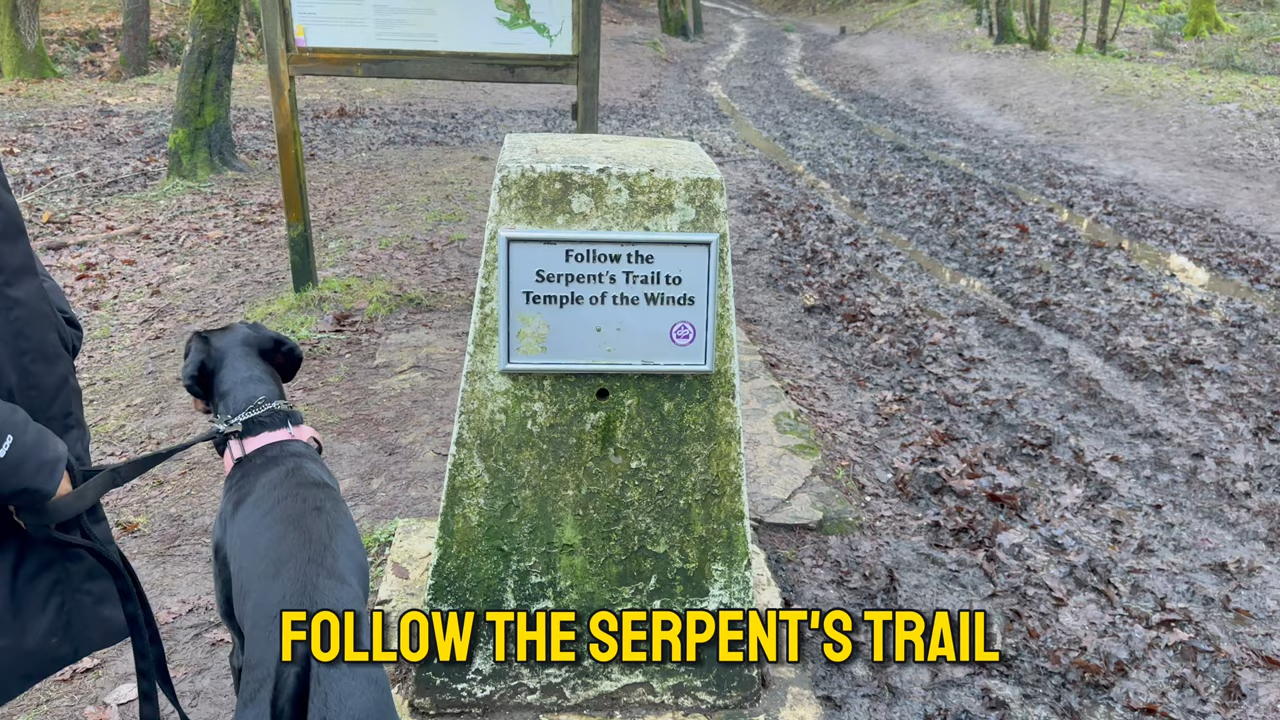 Follow the
Serpent's Trail to
Temple of the Winds
FOLLOW THE SERPENT'S TRAIL